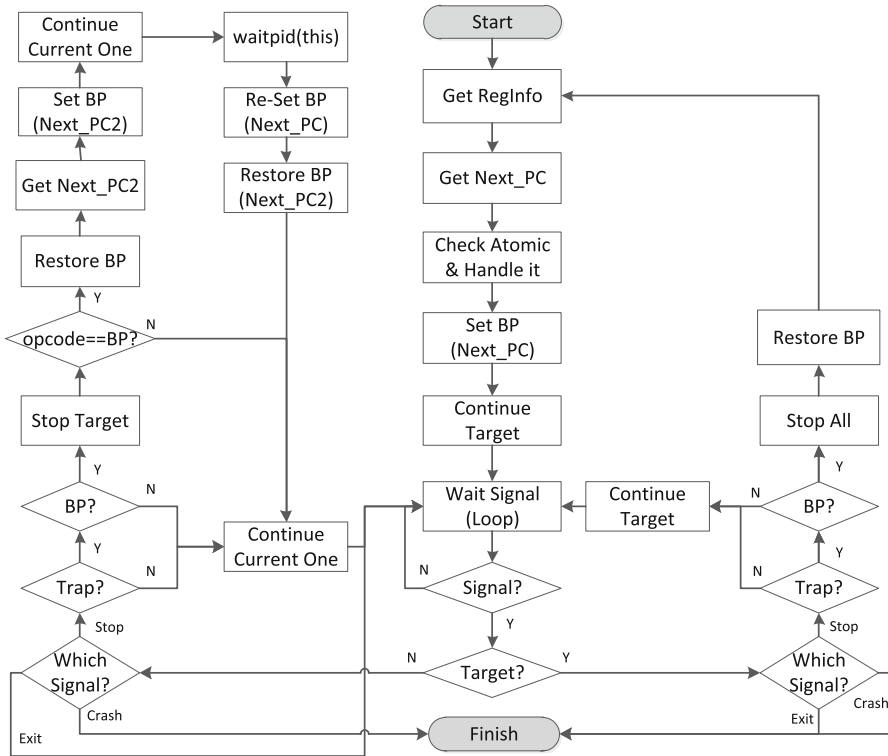 Start
Get RegInfo
Get Next_PC
Check Atomic
& Handle it
Set BP
(Next_PC)
Continue
Target
Wait Signal
(Loop)
Signal?
N
Y
Target?
N
Y
Which
Signal?
Stop
Crash
Exit
Trap?
Y
N
BP?
Y
N
Stop Target
opcode==BP?
Y
N
Restore BP
Get Next_PC2
Set BP
(Next_PC2)
Continue
Current One
waitpid(this)
Re-Set BP
(Next_PC)
Restore BP
(Next_PC2)
Continue
Current One
Which
Signal?
Stop
Crash
Exit
Trap?
Y
N
BP?
Y
N
Continue
Target
Stop All
Restore BP
Finish